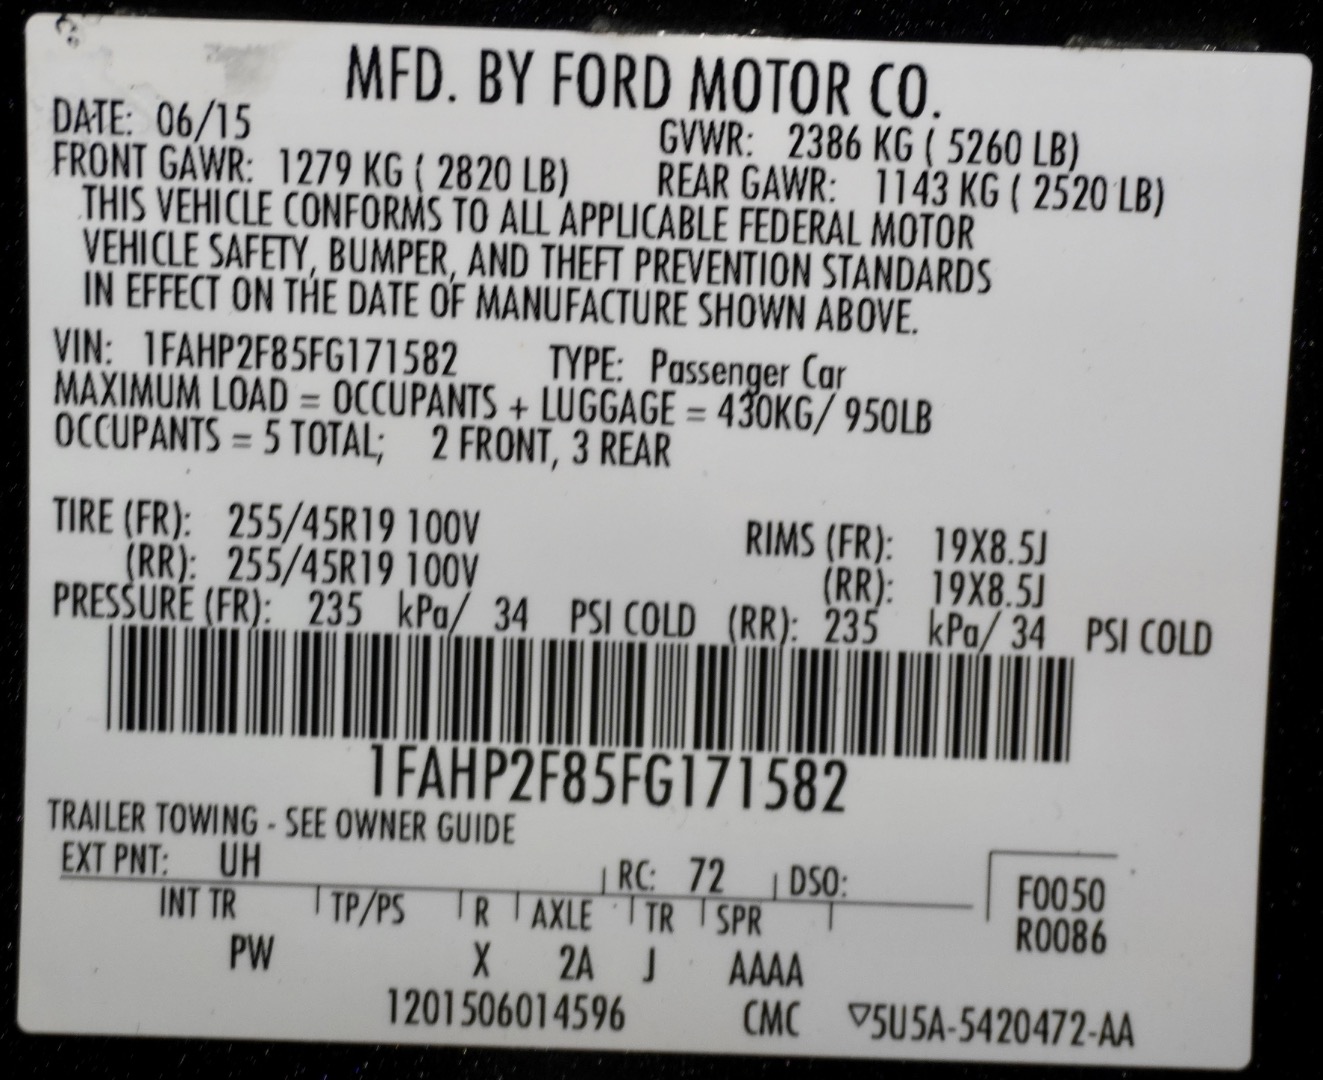 MFD. BY FORD MOTOR CO.
DATE: 06/15 GVWR: 2386 KG ( 5260 LB)
FRONT GAWR: 1279 KG ( 2820 LB) REAR GAWR: 1143 KG ( 2520 LB)
THIS VEHICLE CONFORMS TO ALL APPLICABLE FEDERAL MOTOR
VEHICLE SAFETY, BUMPER, AND THEFT PREVENTION STANDARDS
IN EFFECT ON THE DATE OF MANUFACTURE SHOWN ABOVE.
VIN: 1FAHP2F85FG171582 TYPE: Passenger Car
MAXIMUM LOAD = OCCUPANTS + LUGGAGE = 430KG/ 950LB
OCCUPANTS = 5 TOTAL; 2 FRONT, 3 REAR
TIRE (FR): 255/45R19 100V RIMS (FR): 19X8.5J
(RR): 255/45R19 100V (RR): 19X8.5J
PRESSURE (FR): 235 kPa/ 34 PSI COLD (RR): 235 kPa/ 34 PSI COLD
1FAHP2F85FG171582
TRAILER TOWING - SEE OWNER GUIDE
EXT PNT: UH RC: 72 DSO: F0050
INT TR TP/PS R AXLE TR SPR R0086
PW X 2A J AAAA
1201506014596 CMC ▽5U5A-5420472-AA